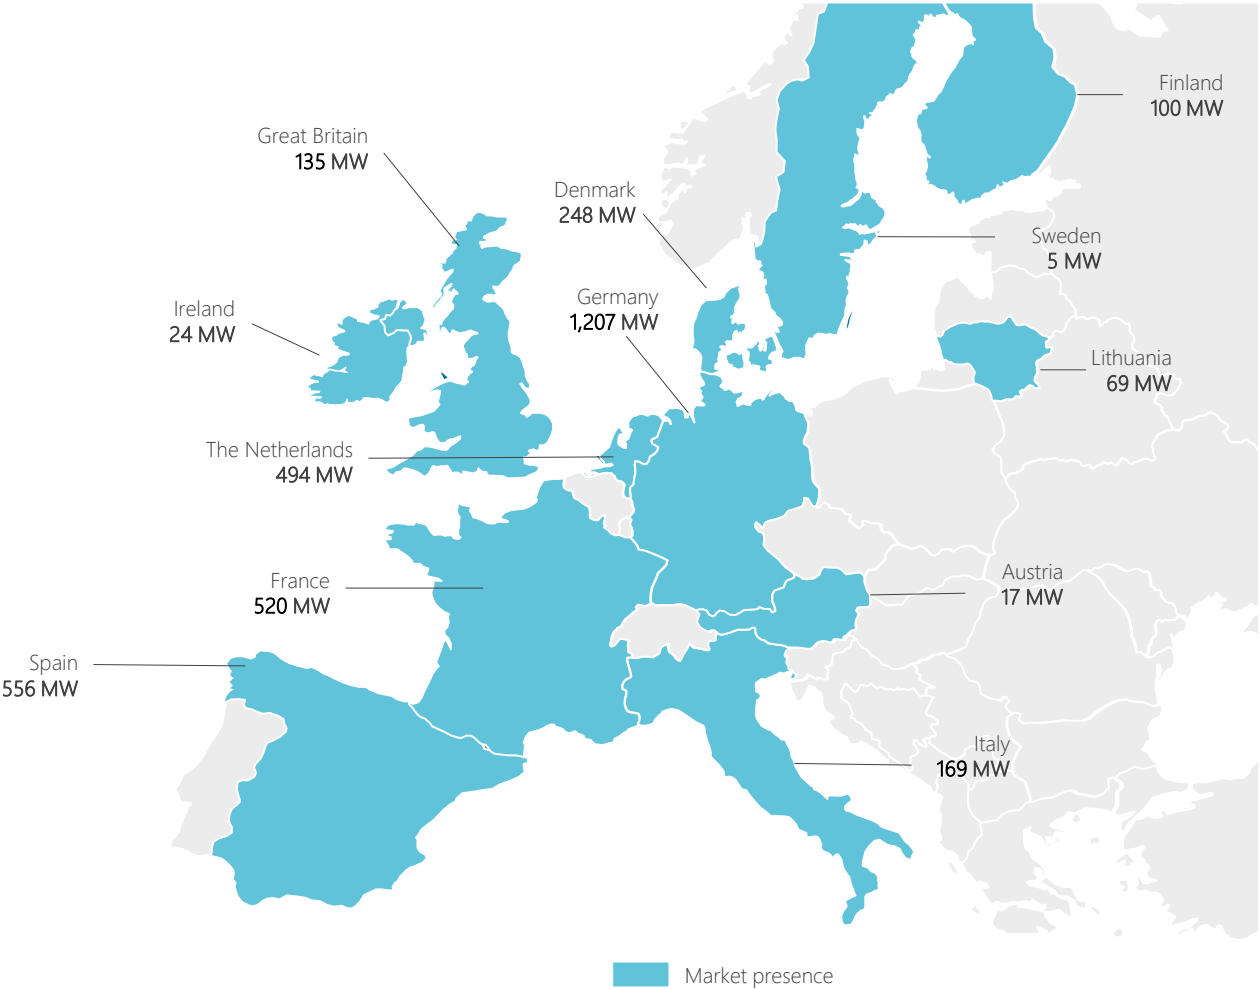 Finland
100 MW
Great Britain
135 MW
Denmark
248 MW
Sweden
5 MW
Germany
1,207 MW
Ireland
24 MW
Lithuania
69 MW
The Netherlands
494 MW
Austria
17 MW
France
520 MW
Spain
556 MW
Italy
169 MW
Market presence